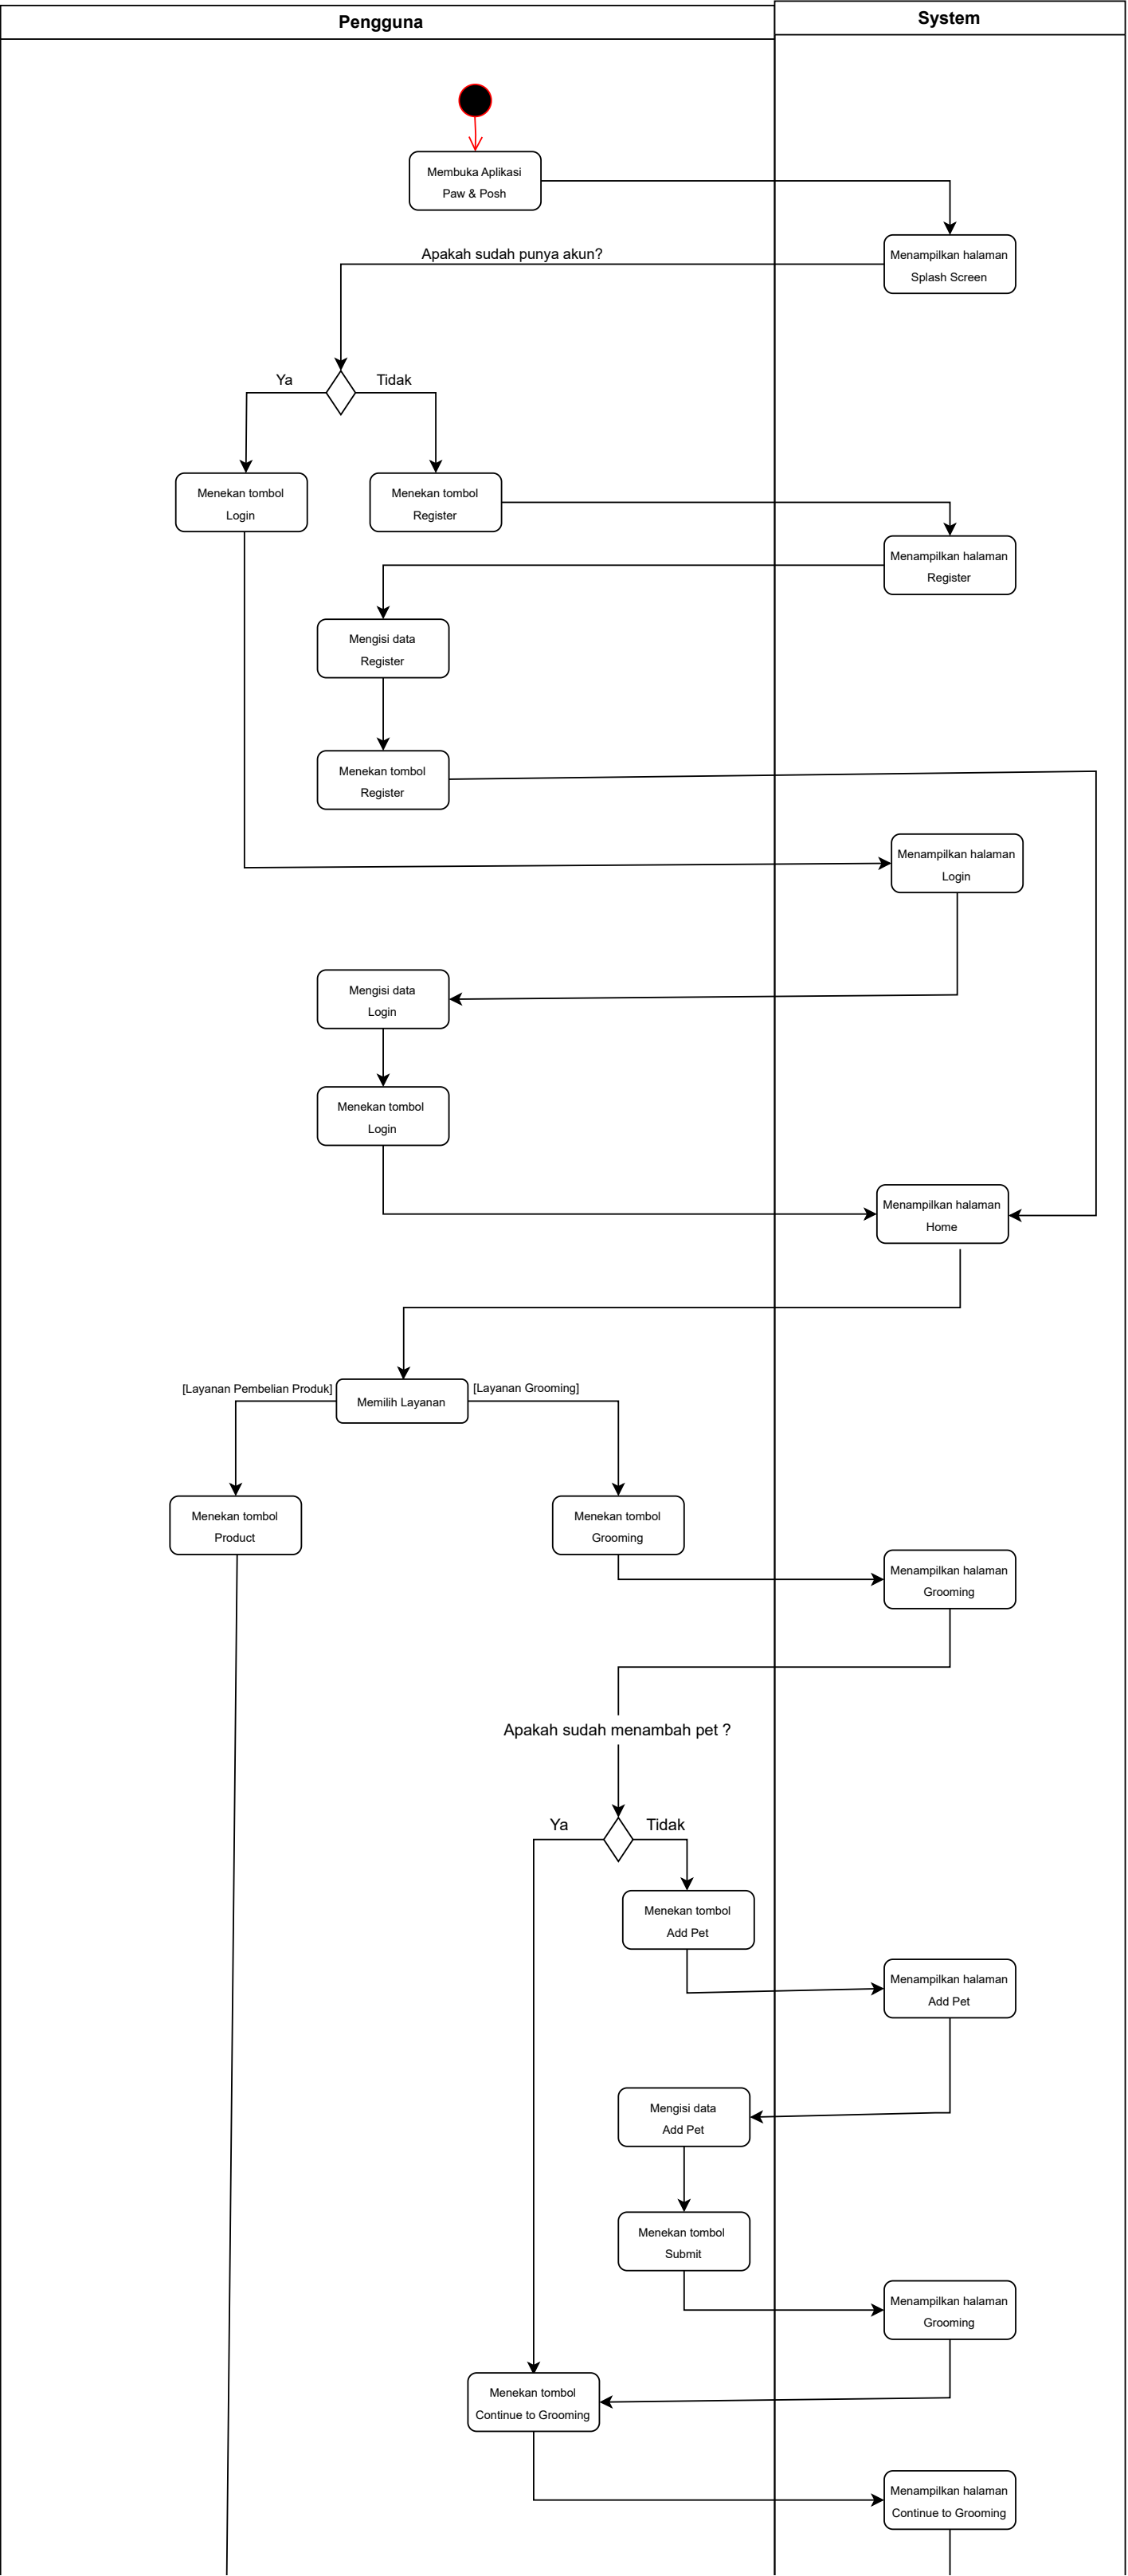 Pengguna
System
Membuka Aplikasi
Paw & Posh
Menampilkan halaman
Splash Screen
Apakah sudah punya akun?
Ya
Tidak
Menekan tombol
Login
Menekan tombol
Register
Menampilkan halaman
Register
Mengisi data
Register
Menekan tombol
Register
Menampilkan halaman
Login
Mengisi data
Login
Menekan tombol
Login
Menampilkan halaman
Home
[Layanan Pembelian Produk]
Memilih Layanan
[Layanan Grooming]
Menekan tombol
Product
Menekan tombol
Grooming
Menampilkan halaman
Grooming
Apakah sudah menambah pet ?
Ya
Tidak
Menekan tombol
Add Pet
Menampilkan halaman
Add Pet
Mengisi data
Add Pet
Menekan tombol
Submit
Menampilkan halaman
Grooming
Menekan tombol
Continue to Grooming
Menampilkan halaman
Continue to Grooming